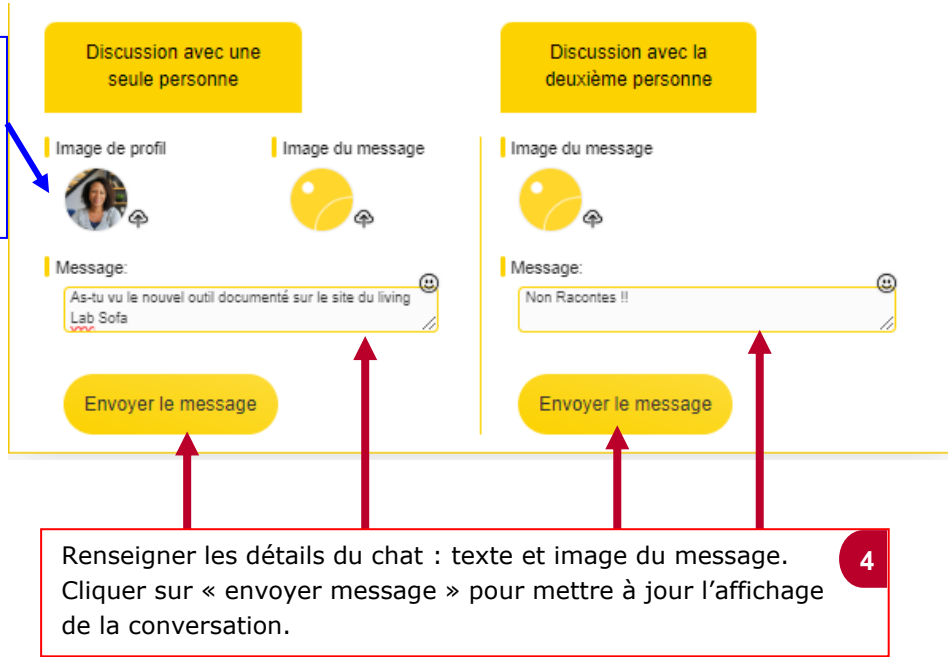 Discussion avec une
seule personne
Discussion avec la
deuxième personne
Image de profil
Image du message
Image du message
Message:
As-tu vu le nouvel outil documenté sur le site du living
Lab Sofa
Message:
Non Racontes !!
Envoyer le message
Envoyer le message
Renseigner les détails du chat : texte et image du message.
Cliquer sur « envoyer message » pour mettre à jour l’affichage
de la conversation.
4